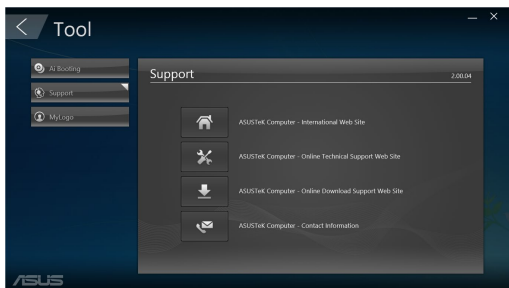 Tool
Ai Booting
Support
MyLogo
Support
2.00.04
ASUSTeK Computer - International Web Site
ASUSTeK Computer - Online Technical Support Web Site
ASUSTeK Computer - Online Download Support Web Site
ASUSTeK Computer - Contact Information
ASUS